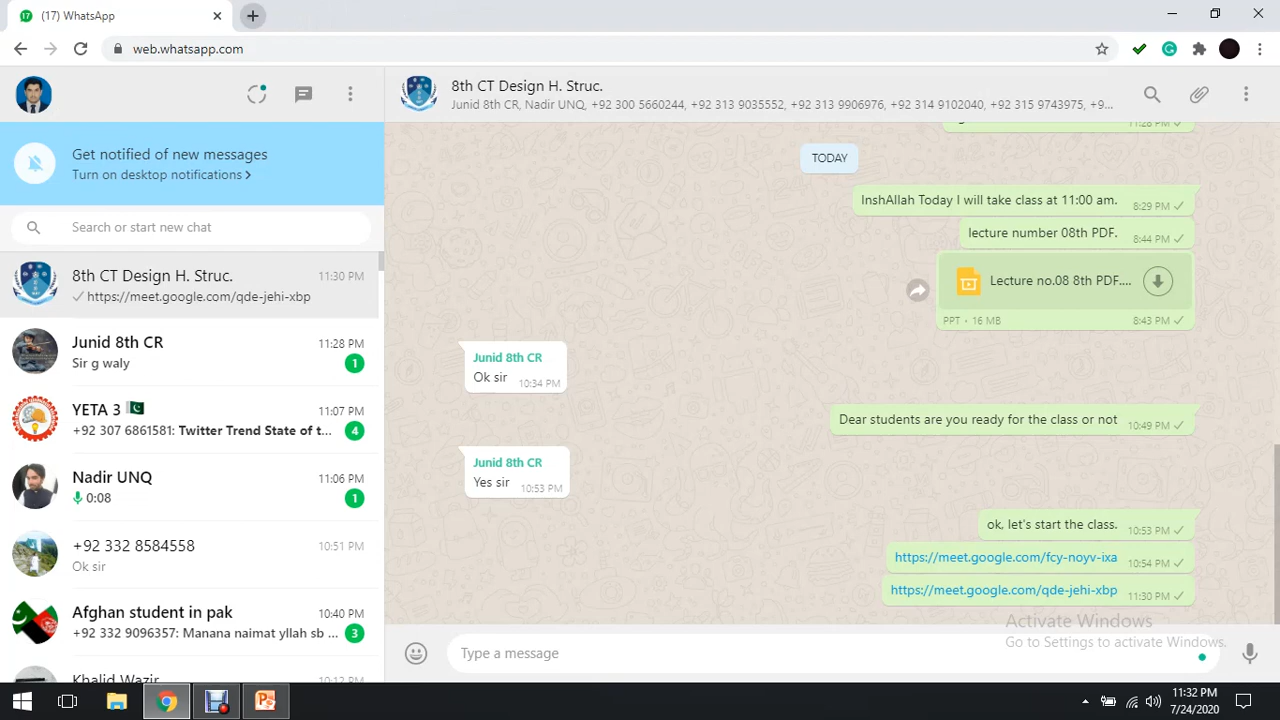 (17) WhatsApp
web.whatsapp.com
Get notified of new messages
Turn on desktop notifications >
Search or start new chat
8th CT Design H. Struc. 11:30 PM
https://meet.google.com/qde-jehi-xbp
Junid 8th CR 11:28 PM
Sir g waly 1
YETA 3 11:07 PM
+92 307 6861581: Twitter Trend State of t... 4
Nadir UNQ 11:06 PM
0:08 1
+92 332 8584558 10:51 PM
Ok sir
Afghan student in pak 10:40 PM
+92 332 9096357: Manana naimat yllah sb ... 3
Khalid Wazir 10:12 PM
8th CT Design H. Struc.
Junid 8th CR, Nadir UNQ, +92 300 5660244, +92 313 9035552, +92 313 9906976, +92 314 9102040, +92 315 9743975, +9...
11:28 PM
TODAY
InshAllah Today I will take class at 11:00 am. 8:29 PM
lecture number 08th PDF. 8:44 PM
Lecture no.08 8th PDF....
PPT • 16 MB 8:43 PM
Junid 8th CR
Ok sir 10:34 PM
Dear students are you ready for the class or not 10:49 PM
Junid 8th CR
Yes sir 10:53 PM
ok, let's start the class. 10:53 PM
https://meet.google.com/fcy-noyv-ixa 10:54 PM
https://meet.google.com/qde-jehi-xbp 11:30 PM
Activate Windows
Go to Settings to activate Windows.
Type a message
11:32 PM
7/24/2020